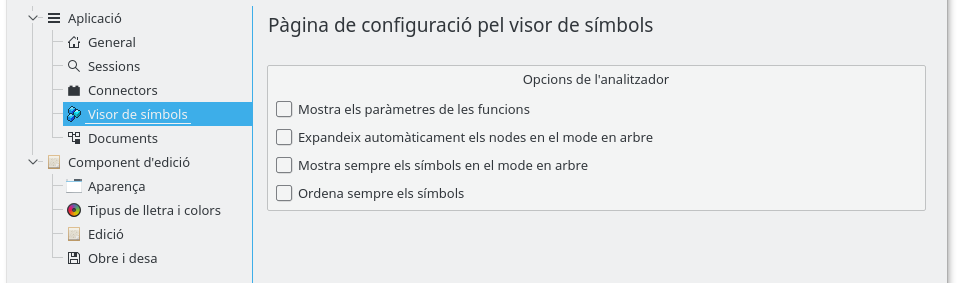 Aplicació
General
Sessions
Connectors
Visor de símbols
Documents
Component d'edició
Aparença
Tipus de lletra i colors
Edició
Obre i desa
Pàgina de configuració pel visor de símbols
Opcions de l'analitzador
Mostra els paràmetres de les funcions
Expandeix automàticament els nodes en el mode en arbre
Mostra sempre els símbols en el mode en arbre
Ordena sempre els símbols